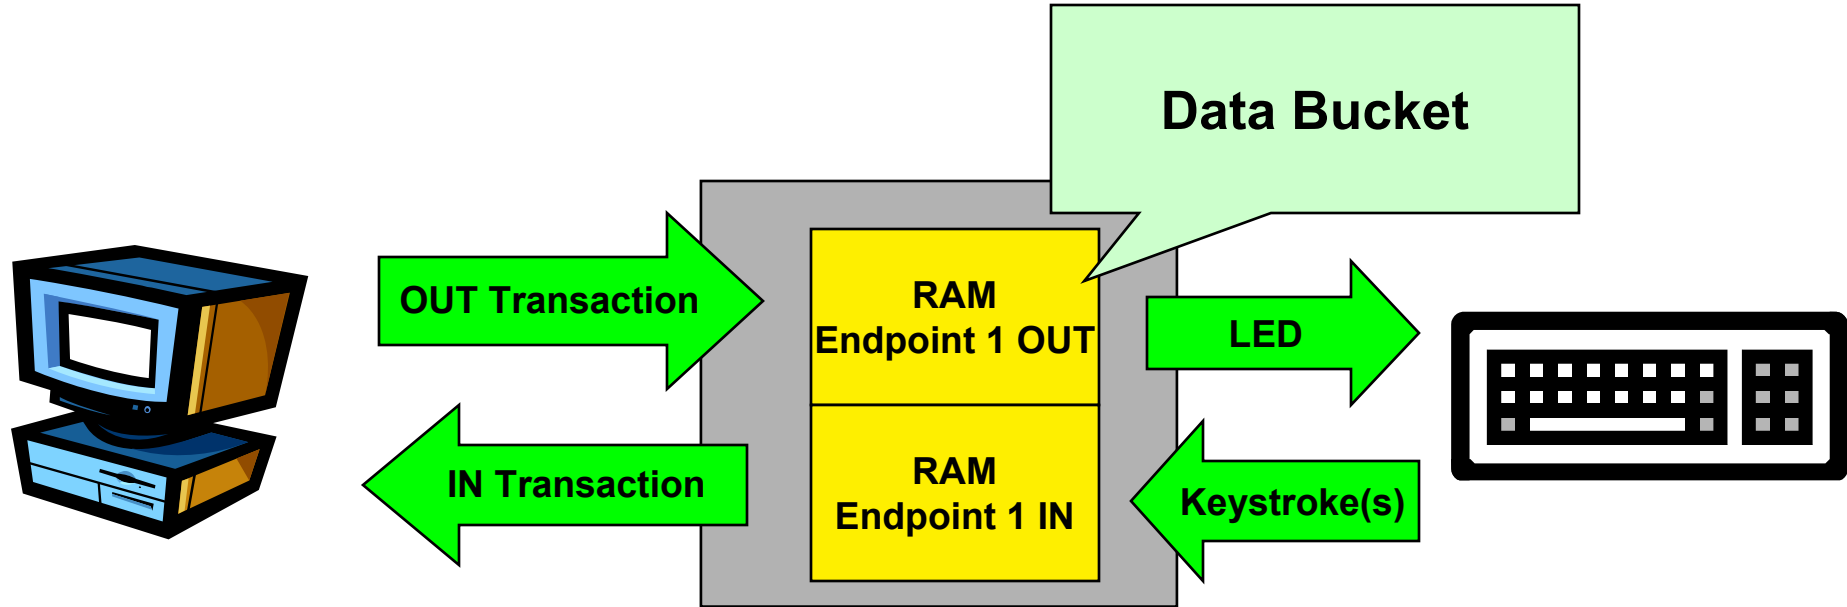 Data Bucket
OUT Transaction
RAM
Endpoint 1 OUT
LED
IN Transaction
RAM
Endpoint 1 IN
Keystroke(s)